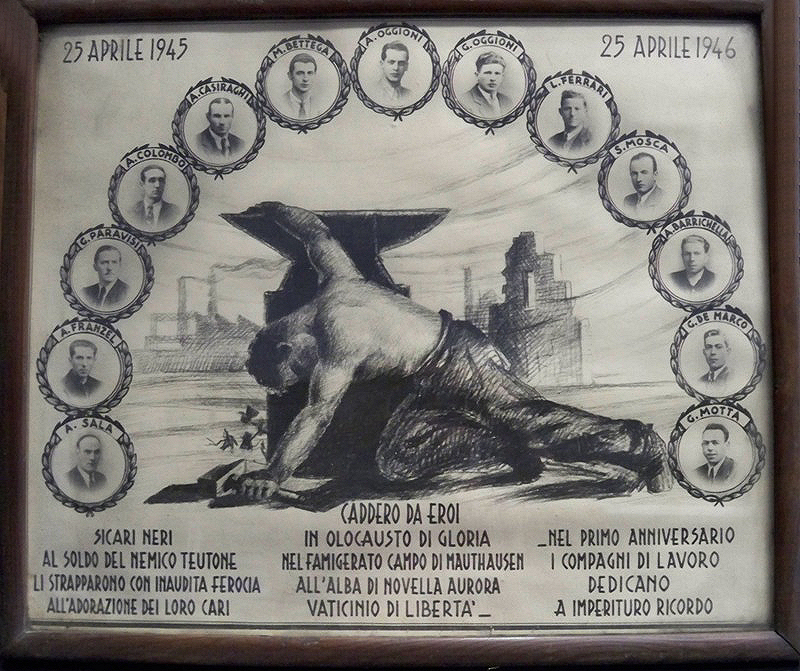 25 APRILE 1945
25 APRILE 1946
A. SALA
A. FRANZEL
G. PARAVISI
A. COLOMBO
A. CASIRAGHI
M. BETTEGA
A. OGGIONI
G. OGGIONI
L. FERRARI
S. MOSCA
A. BARRICHELLA
G. DE MARCO
G. MOTTA
SICARI NERI
AL SOLDO DEL NEMICO TEUTONE
LI STRAPPARONO CON INAUDITA FEROCIA
ALL'ADORAZIONE DEI LORO CARI
CADDERO DA EROI
IN OLOCAUSTO DI GLORIA
NEL FAMIGERATO CAMPO DI MAUTHAUSEN
ALL'ALBA DI NOVELLA AURORA
VATICINIO DI LIBERTA'_
_NEL PRIMO ANNIVERSARIO
I COMPAGNI DI LAVORO
DEDICANO
A IMPERITURO RICORDO